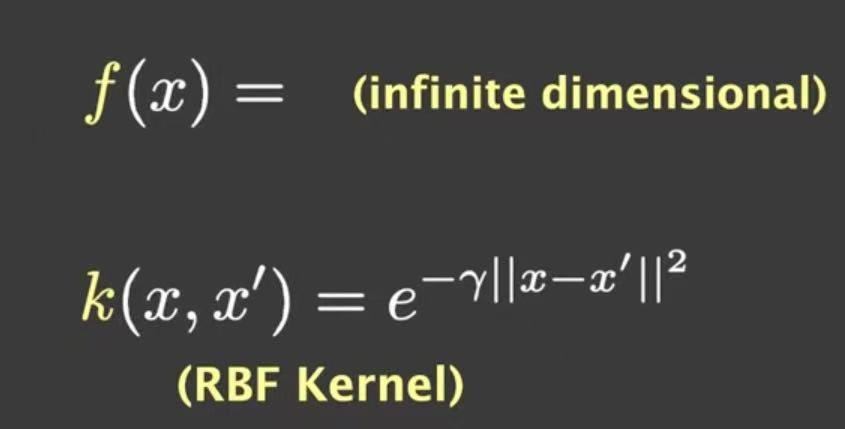 f(x) = (infinite dimensional)
k(x, x′) = e^{−γ||x−x′||²}
(RBF Kernel)